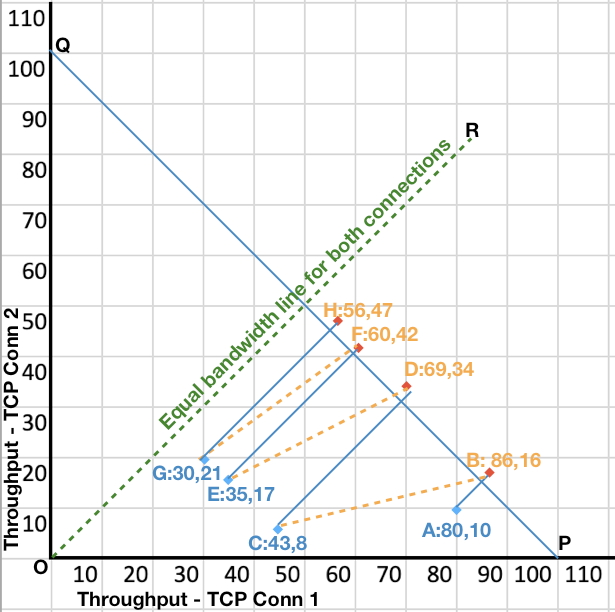 110
Q
100
90
R
80
70
60
50
40
30
20
10
O
Throughput - TCP Conn 2
Equal bandwidth line for both connections
H:56,47
F:60,42
D:69,34
B: 86,16
G:30,21
E:35,17
A:80,10
C:43,8
P
10 20 30 40 50 60 70 80 90 100 110
Throughput - TCP Conn 1